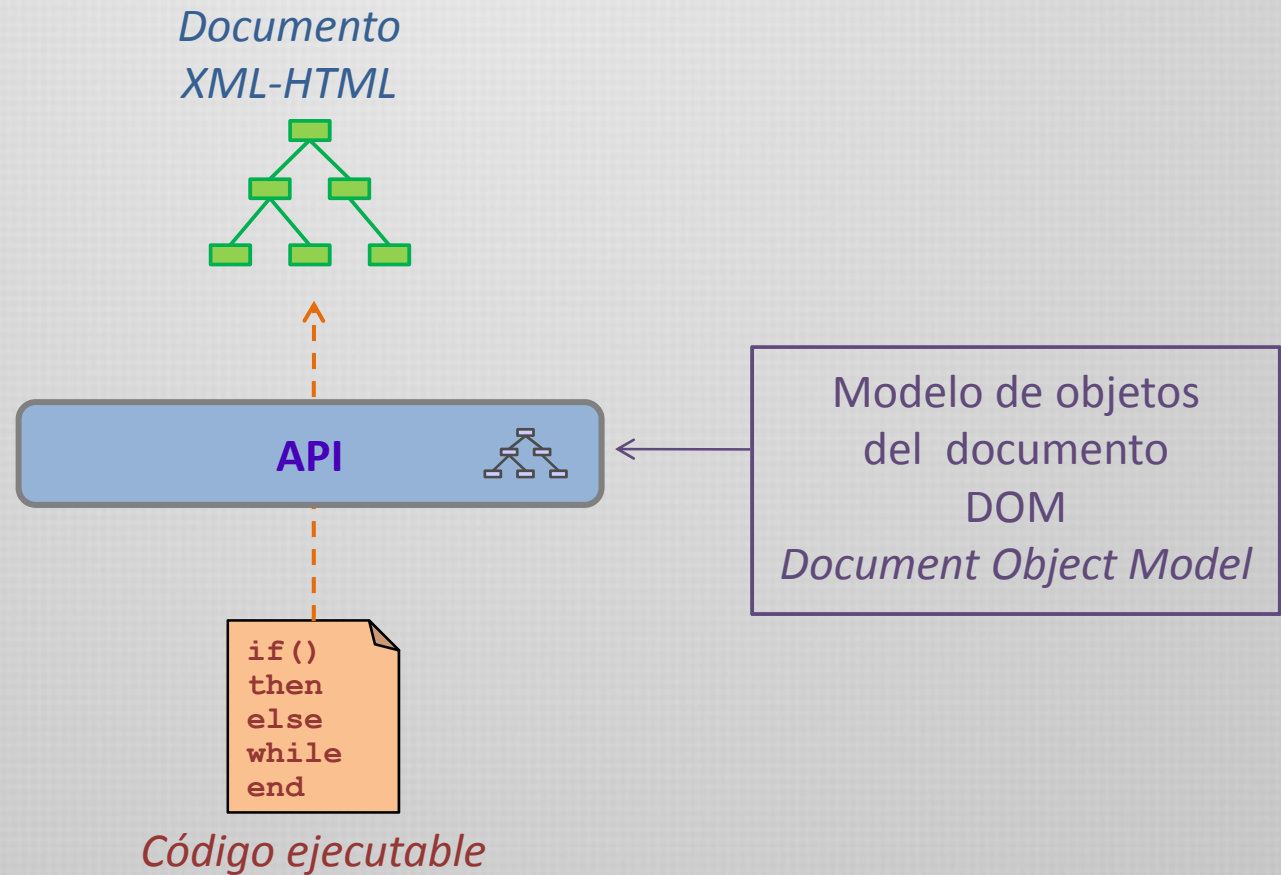 Documento
XML-HTML
API
Modelo de objetos
del documento
DOM
Document Object Model
if()
then
else
while
end
Código ejecutable